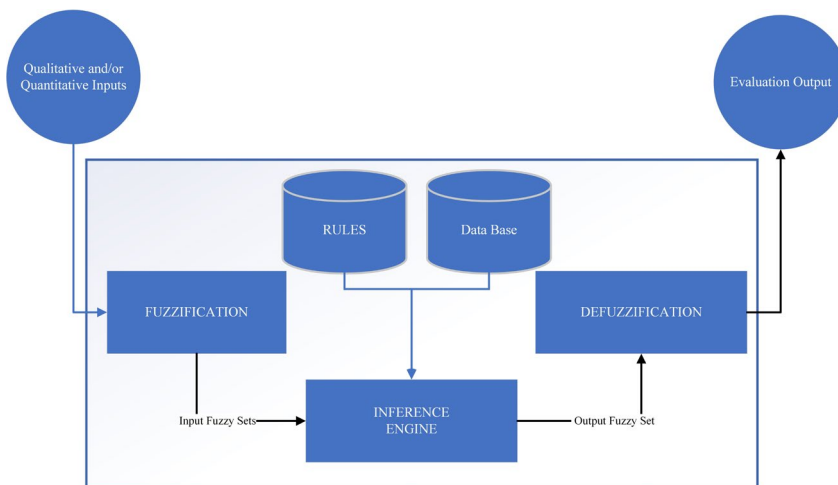 Qualitative and/or
Quantitative Inputs
Evaluation Output
RULES
Data Base
FUZZIFICATION
DEFUZZIFICATION
Input Fuzzy Sets
INFERENCE
ENGINE
Output Fuzzy Set